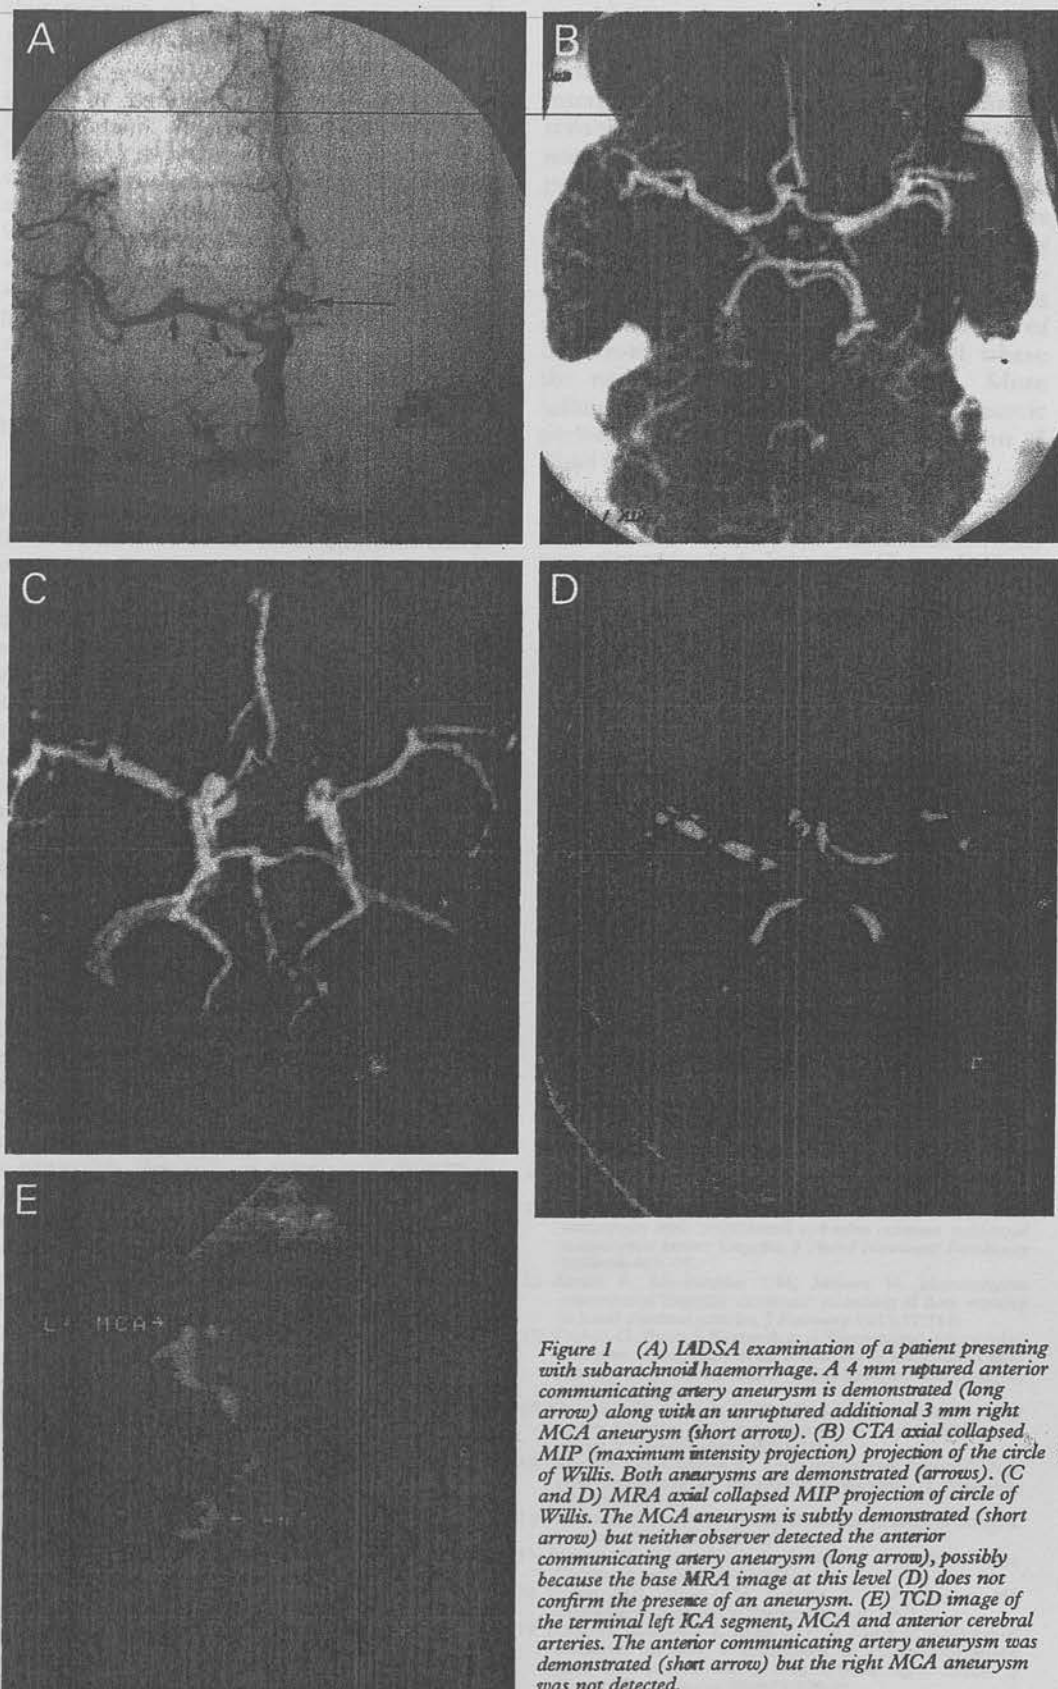 A
B
C
D
E
L← MCA→
Figure 1 (A) IADSA examination of a patient presenting
with subarachnoid haemorrhage. A 4 mm ruptured anterior
communicating artery aneurysm is demonstrated (long
arrow) along with an unruptured additional 3 mm right
MCA aneurysm (short arrow). (B) CTA axial collapsed
MIP (maximum intensity projection) projection of the circle
of Willis. Both aneurysms are demonstrated (arrows). (C
and D) MRA axial collapsed MIP projection of circle of
Willis. The MCA aneurysm is subtly demonstrated (short
arrow) but neither observer detected the anterior
communicating artery aneurysm (long arrow), possibly
because the base MRA image at this level (D) does not
confirm the presence of an aneurysm. (E) TCD image of
the terminal left ICA segment, MCA and anterior cerebral
arteries. The anterior communicating artery aneurysm was
demonstrated (short arrow) but the right MCA aneurysm
was not detected.